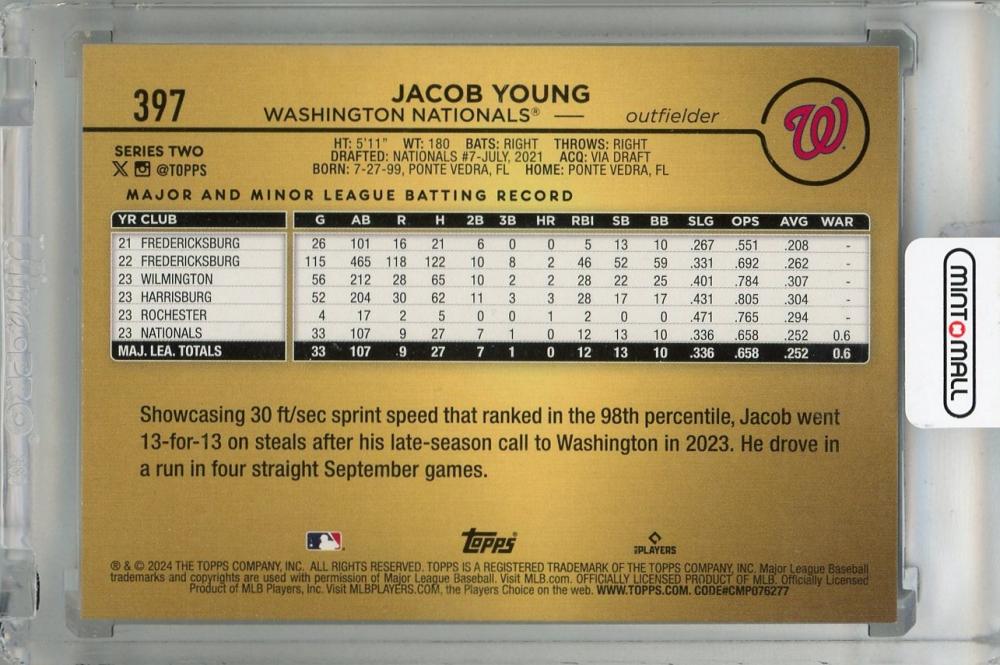 397
JACOB YOUNG
WASHINGTON NATIONALS® — outfielder
W
SERIES TWO
@TOPPS
HT: 5'11" WT: 180 BATS: RIGHT THROWS: RIGHT
DRAFTED: NATIONALS #7-JULY, 2021 ACQ: VIA DRAFT
BORN: 7-27-99, PONTE VEDRA, FL HOME: PONTE VEDRA, FL
MAJOR AND MINOR LEAGUE BATTING RECORD
YR CLUB G AB R H 2B 3B HR RBI SB BB SLG OPS AVG WAR
21 FREDERICKSBURG 26 101 16 21 6 0 0 5 13 10 .267 .551 .208 -
22 FREDERICKSBURG 115 465 118 122 10 8 2 46 52 59 .331 .692 .262 -
23 WILMINGTON 56 212 28 65 10 2 2 28 22 25 .401 .784 .307 -
23 HARRISBURG 52 204 30 62 11 3 3 28 17 17 .431 .805 .304 -
23 ROCHESTER 4 17 2 5 0 0 1 2 0 0 .471 .765 .294 -
23 NATIONALS 33 107 9 27 7 1 0 12 13 10 .336 .658 .252 0.6
MAJ. LEA. TOTALS 33 107 9 27 7 1 0 12 13 10 .336 .658 .252 0.6
Showcasing 30 ft/sec sprint speed that ranked in the 98th percentile, Jacob went
13-for-13 on steals after his late-season call to Washington in 2023. He drove in
a run in four straight September games.
Topps®
PLAYERS
® & © 2024 THE TOPPS COMPANY, INC. ALL RIGHTS RESERVED. TOPPS IS A REGISTERED TRADEMARK OF THE TOPPS COMPANY, INC. Major League Baseball
trademarks and copyrights are used with permission of Major League Baseball. Visit MLB.com. OFFICIALLY LICENSED PRODUCT OF MLB. Officially Licensed
Product of MLB Players, Inc. Visit MLBPLAYERS.COM, the Players Choice on the web. WWW.TOPPS.COM. CODE#CMP076277
MINT MALL